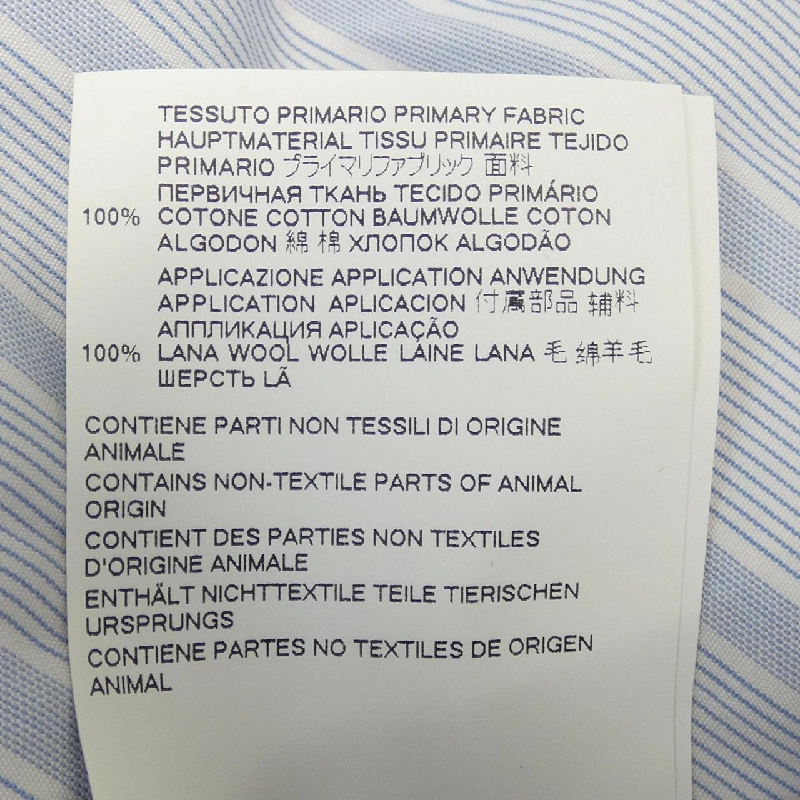 TESSUTO PRIMARIO PRIMARY FABRIC
HAUPTMATERIAL TISSU PRIMAIRE TEJIDO
PRIMARIO プライマリファブリック 面料
ПЕРВИЧНАЯ ТКАНЬ TECIDO PRIMÁRIO
100% COTONE COTTON BAUMWOLLE COTON
ALGODON 綿 棉 ХЛОПОК ALGODÃO
APPLICAZIONE APPLICATION ANWENDUNG
APPLICATION APLICACION 付属部品 辅料
АППЛИКАЦИЯ APLICAÇÃO
100% LANA WOOL WOLLE LAINE LANA 毛 绵羊毛
ШЕРСТЬ LÃ
CONTIENE PARTI NON TESSILI DI ORIGINE
ANIMALE
CONTAINS NON-TEXTILE PARTS OF ANIMAL
ORIGIN
CONTIENT DES PARTIES NON TEXTILES
D'ORIGINE ANIMALE
ENTHÄLT NICHTTEXTILE TEILE TIERISCHEN
URSPRUNGS
CONTIENE PARTES NO TEXTILES DE ORIGEN
ANIMAL